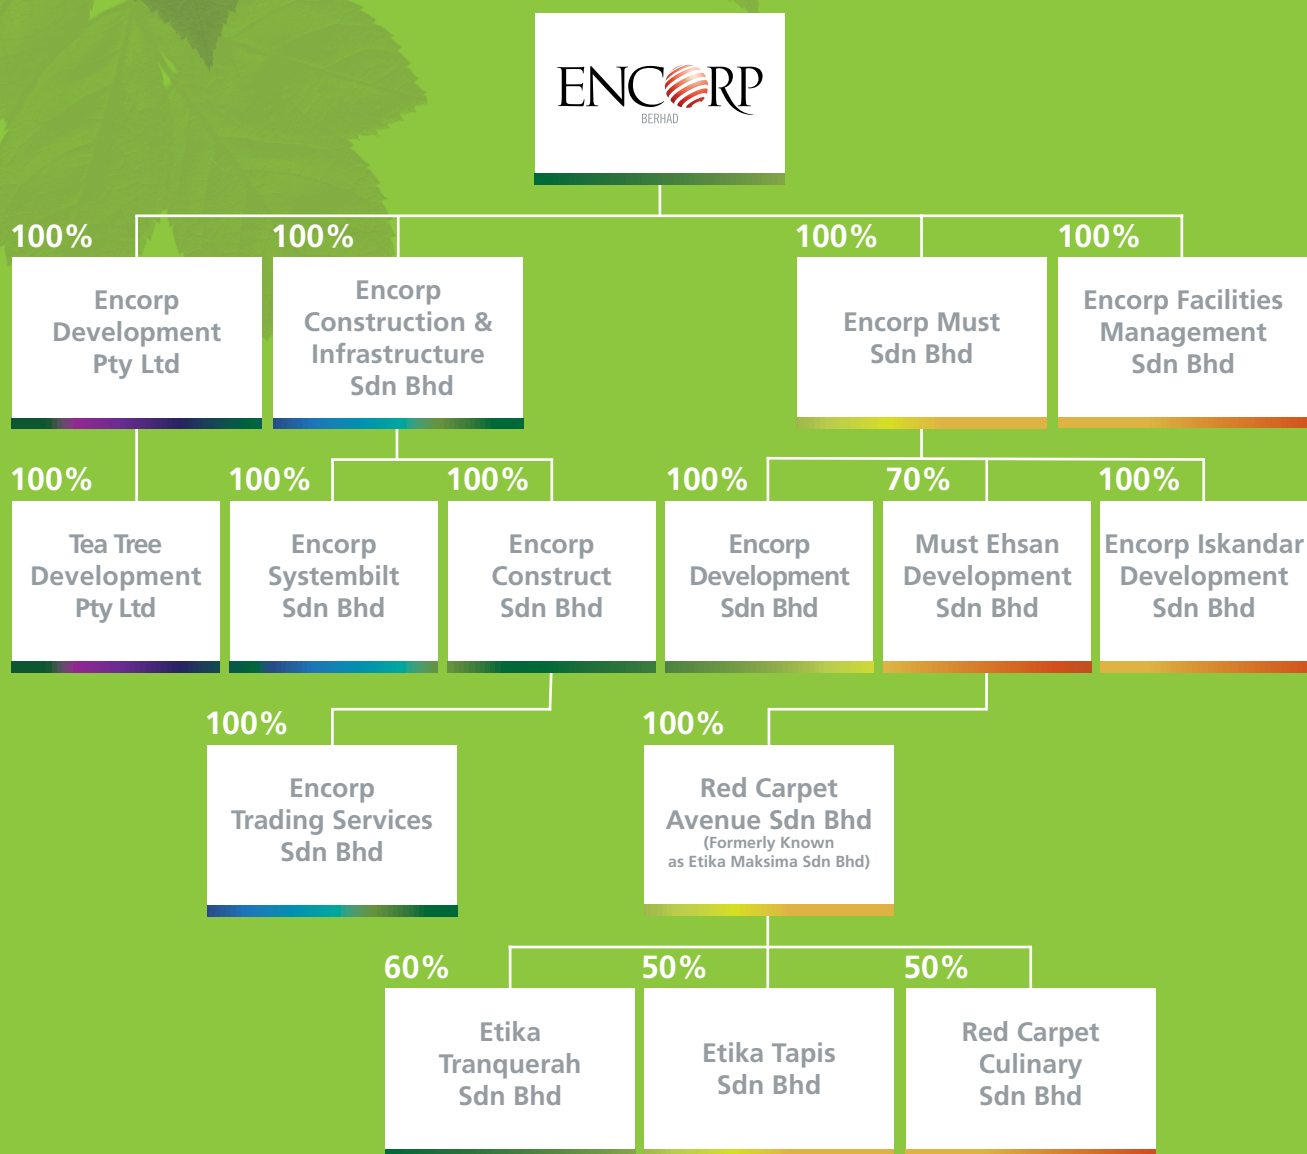 ENCORP
BERHAD
100%
100%
100%
100%
Encorp
Development
Pty Ltd
Encorp
Construction &
Infrastructure
Sdn Bhd
Encorp Must
Sdn Bhd
Encorp Facilities
Management
Sdn Bhd
100%
100%
100%
100%
70%
100%
Tea Tree
Development
Pty Ltd
Encorp
Systembilt
Sdn Bhd
Encorp
Construct
Sdn Bhd
Encorp
Development
Sdn Bhd
Must Ehsan
Development
Sdn Bhd
Encorp Iskandar
Development
Sdn Bhd
100%
100%
Encorp
Trading Services
Sdn Bhd
Red Carpet
Avenue Sdn Bhd
(Formerly Known
as Etika Maksima Sdn Bhd)
60%
50%
50%
Etika
Tranquerah
Sdn Bhd
Etika Tapis
Sdn Bhd
Red Carpet
Culinary
Sdn Bhd